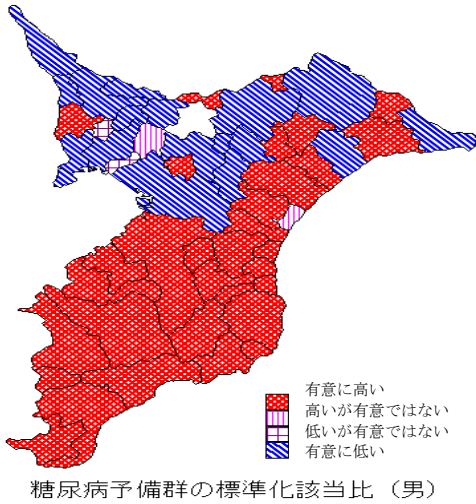 有意に高い
高いが有意ではない
低いが有意ではない
有意に低い
糖尿病予備群の標準化該当比（男）